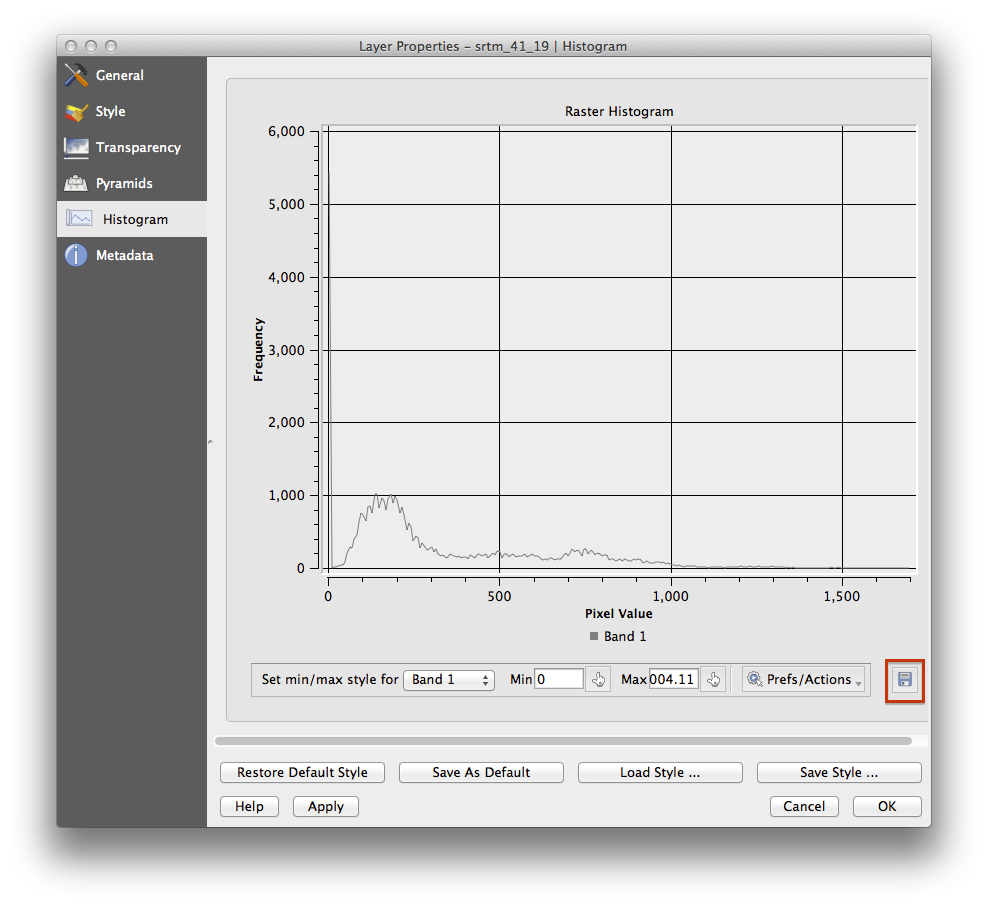 Layer Properties – srtm_41_19 | Histogram
General
Style
Transparency
Pyramids
Histogram
Metadata
Raster Histogram
6,000
5,000
4,000
3,000
2,000
1,000
0
Frequency
0 500 1,000 1,500
Pixel Value
Band 1
Set min/max style for Band 1 Min 0 Max 004.11 Prefs/Actions
Restore Default Style Save As Default Load Style ... Save Style ...
Help Apply Cancel OK